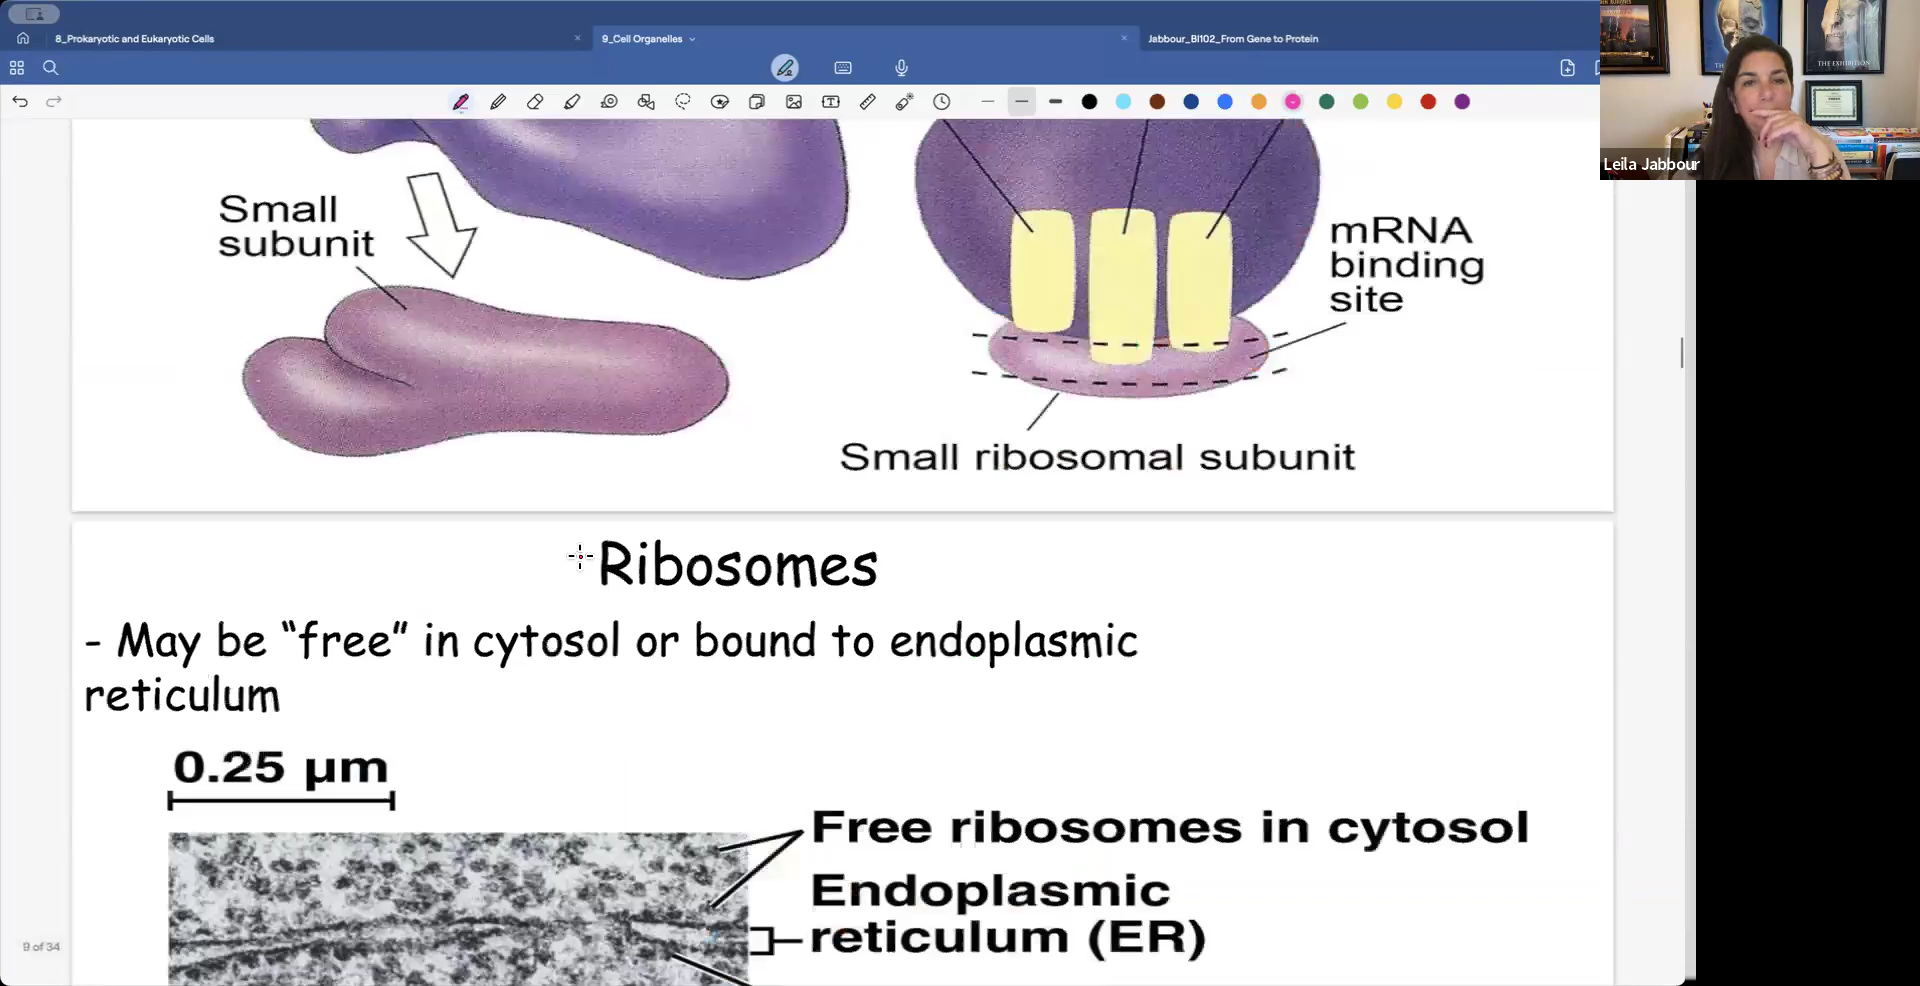 8_Prokaryotic and Eukaryotic Cells
9_Cell Organelles
Jabbour_BI102_From Gene to Protein
THE EXHIBITION
Leila Jabbour
Small
subunit
mRNA
binding
site
Small ribosomal subunit
Ribosomes
- May be “free” in cytosol or bound to endoplasmic
reticulum
0.25 µm
Free ribosomes in cytosol
Endoplasmic
reticulum (ER)
9 of 34